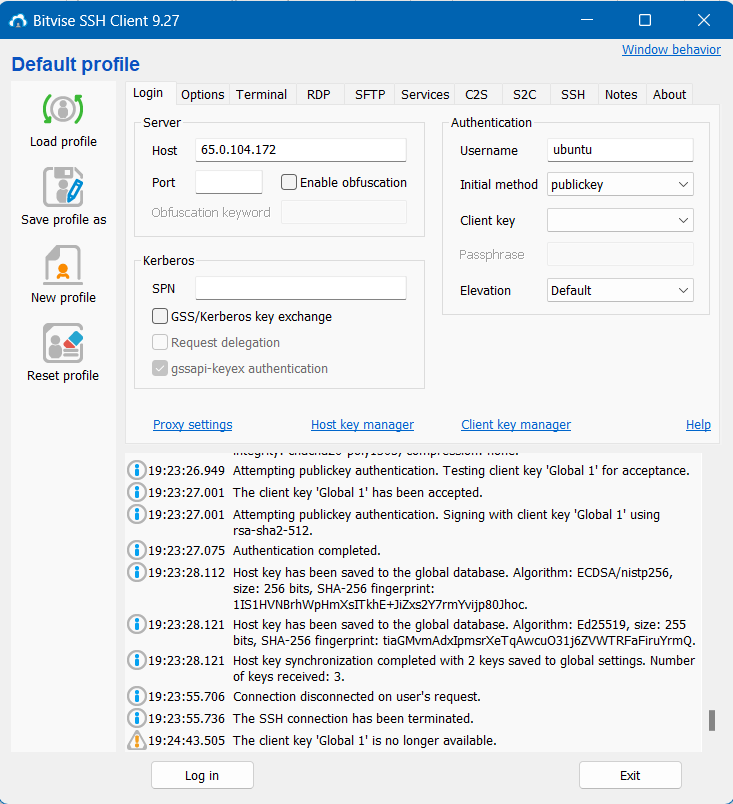 Bitvise SSH Client 9.27
Window behavior
Default profile
Load profile
Save profile as
New profile
Reset profile
Login Options Terminal RDP SFTP Services C2S S2C SSH Notes About
Server
Host 65.0.104.172
Port Enable obfuscation
Obfuscation keyword
Kerberos
SPN
GSS/Kerberos key exchange
Request delegation
gssapi-keyex authentication
Authentication
Username ubuntu
Initial method publickey
Client key
Passphrase
Elevation Default
Proxy settings Host key manager Client key manager Help
integrity: chacha20-poly1305, compression: none.
19:23:26.949 Attempting publickey authentication. Testing client key 'Global 1' for acceptance.
19:23:27.001 The client key 'Global 1' has been accepted.
19:23:27.001 Attempting publickey authentication. Signing with client key 'Global 1' using
rsa-sha2-512.
19:23:27.075 Authentication completed.
19:23:28.112 Host key has been saved to the global database. Algorithm: ECDSA/nistp256,
size: 256 bits, SHA-256 fingerprint:
1IS1HVNBrhWpHmXsITkhE+JiZxs2Y7rmYvijp80Jhoc.
19:23:28.121 Host key has been saved to the global database. Algorithm: Ed25519, size: 255
bits, SHA-256 fingerprint: tiaGMvmAdxIpmsrXeTqAwcuO31j6ZVWTRFaFiruYrmQ.
19:23:28.121 Host key synchronization completed with 2 keys saved to global settings. Number
of keys received: 3.
19:23:55.706 Connection disconnected on user's request.
19:23:55.736 The SSH connection has been terminated.
19:24:43.505 The client key 'Global 1' is no longer available.
Log in Exit